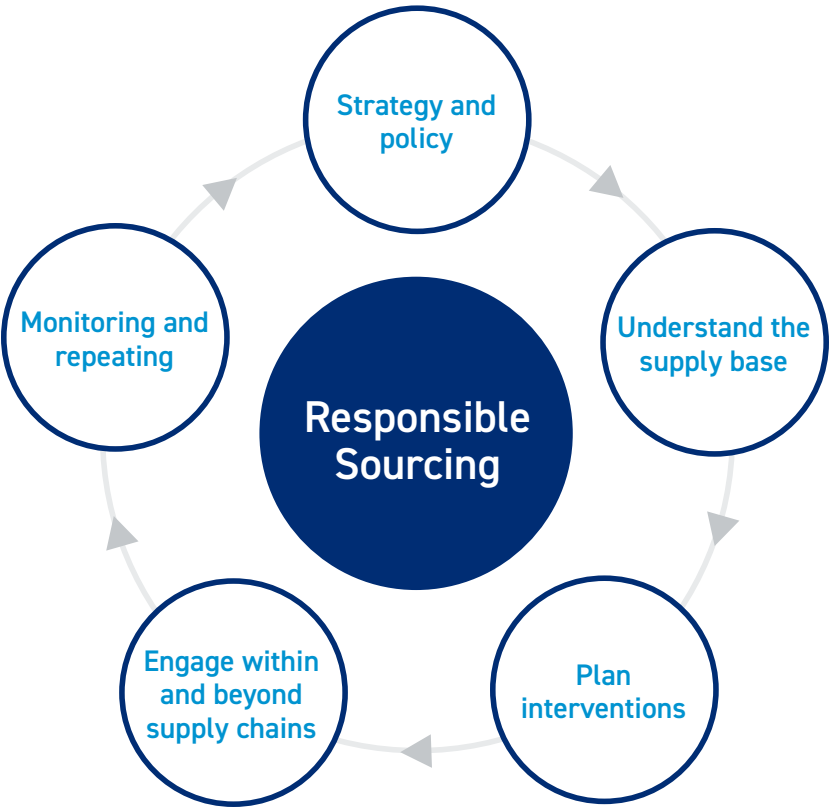 Strategy and
policy
Understand the
supply base
Plan
interventions
Engage within
and beyond
supply chains
Monitoring and
repeating
Responsible
Sourcing